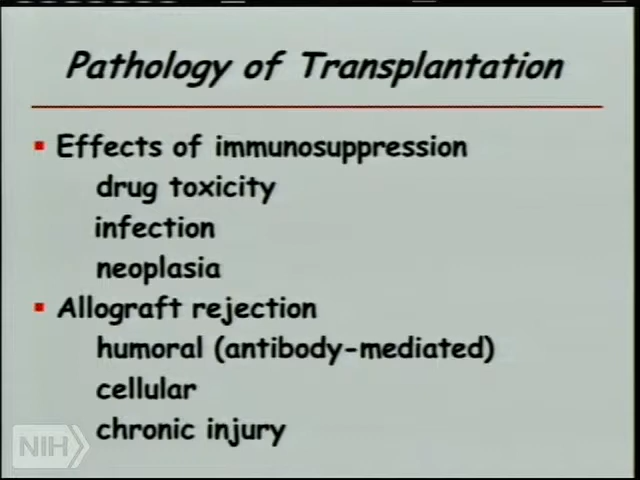 Pathology of Transplantation
Effects of immunosuppression
drug toxicity
infection
neoplasia
Allograft rejection
humoral (antibody-mediated)
cellular
chronic injury
NIH